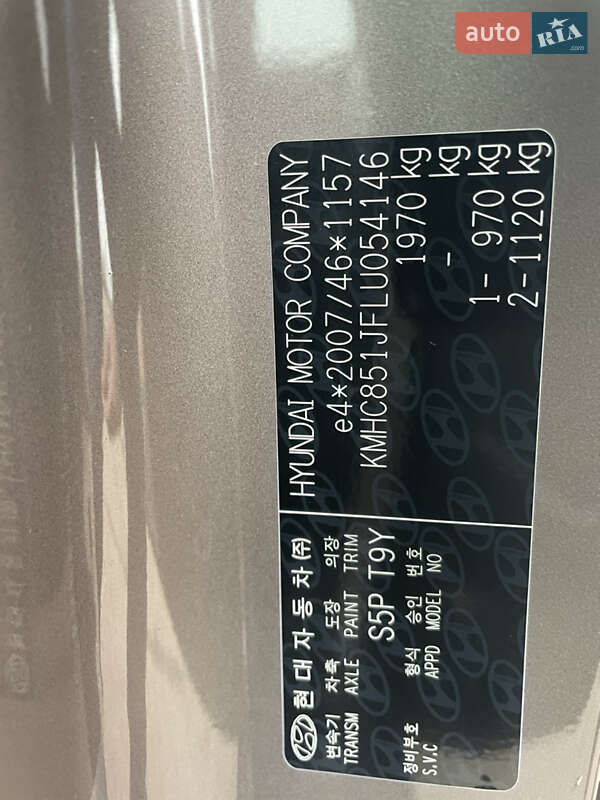 auto RIA.com
현대자동차(주)
변속기 차축 도장 의장
TRANSM AXLE PAINT TRIM
S5P T9Y
정비부호 형식 승인 번호
S.V.C APPD MODEL NO
HYUNDAI MOTOR COMPANY
e4*2007/46*1157
KMHC851JFLU054146
1970 kg
- kg
1- 970 kg
2-1120 kg